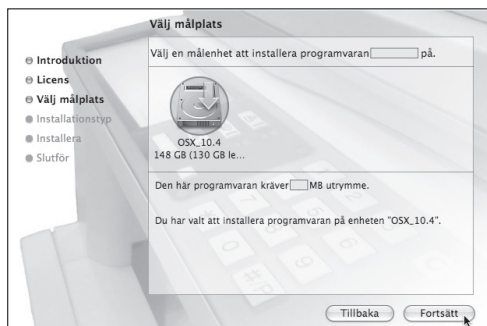 Välj målplats
Välj en målenhet att installera programvaran på.
Introduktion
Licens
Välj målplats
Installationstyp
Installera
Slutför
OSX_10.4
148 GB (130 GB le...
Den här programvaran kräver MB utrymme.
Du har valt att installera programvaran på enheten "OSX_10.4".
Tillbaka
Fortsätt